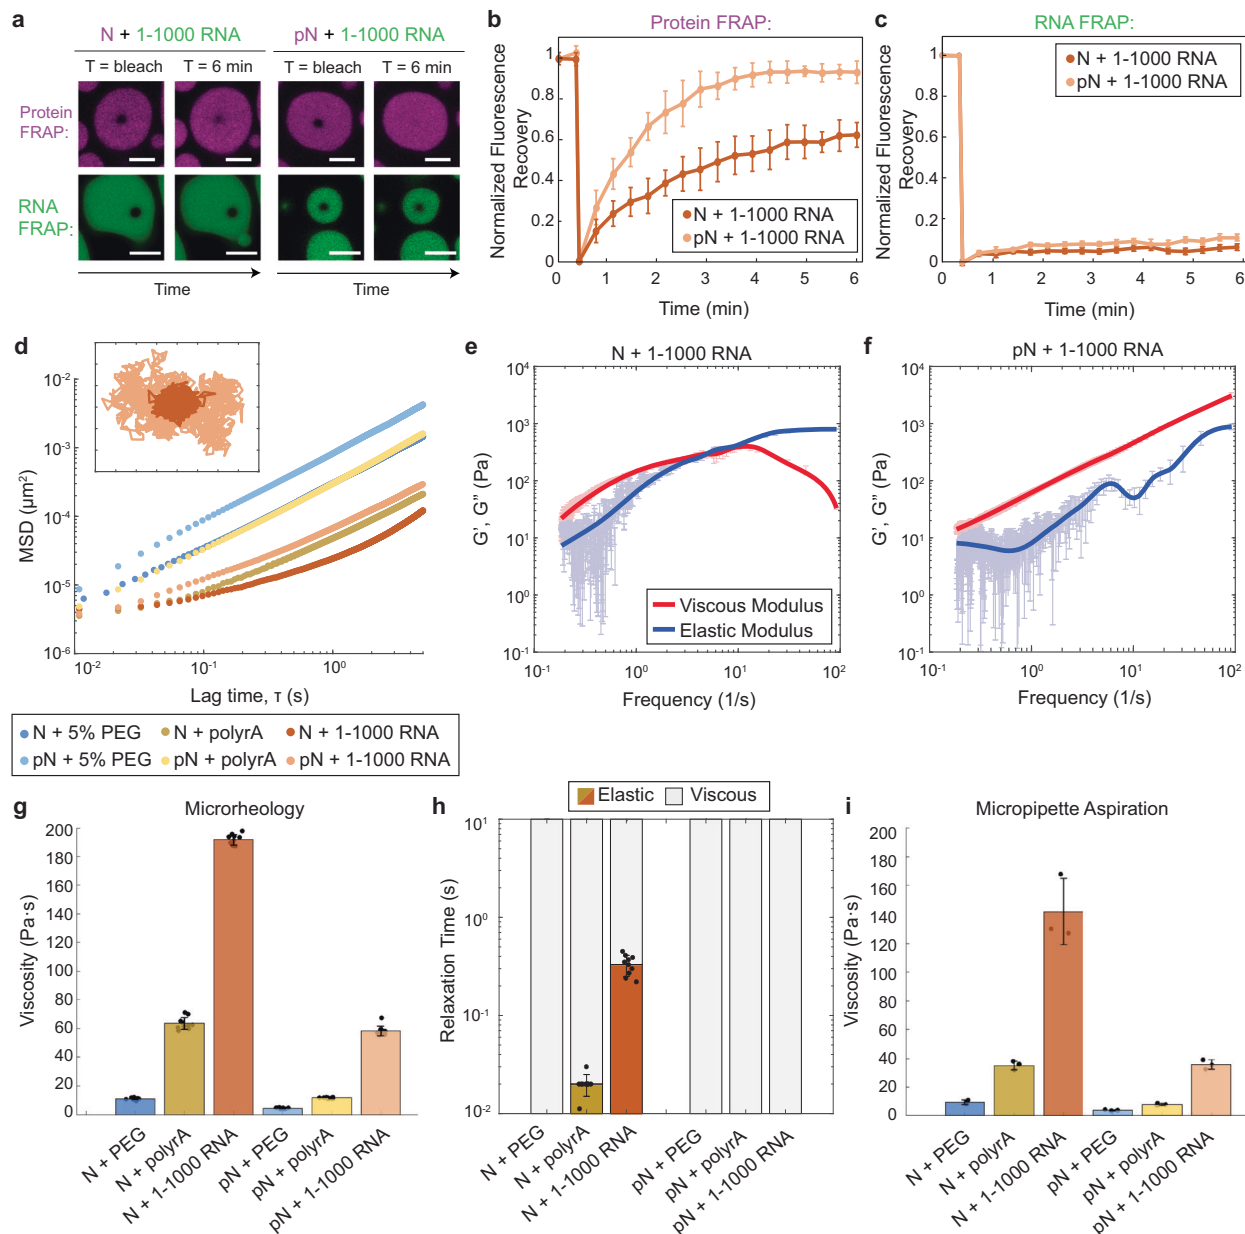 a
N + 1-1000 RNA
pN + 1-1000 RNA
T = bleach
T = 6 min
T = bleach
T = 6 min
Protein
FRAP:
RNA
FRAP:
Time
Time
b
Protein FRAP:
Normalized Fluorescence
Recovery
1
0.8
0.6
0.4
0.2
0
N + 1-1000 RNA
pN + 1-1000 RNA
0
1
2
3
4
5
6
Time (min)
c
RNA FRAP:
Normalized Fluorescence
Recovery
1
0.8
0.6
0.4
0.2
0
N + 1-1000 RNA
pN + 1-1000 RNA
0
1
2
3
4
5
6
Time (min)
d
MSD (µm²)
10⁻²
10⁻³
10⁻⁴
10⁻⁵
10⁻⁶
10⁻²
10⁻¹
10⁰
Lag time, τ (s)
N + 5% PEG
N + polyrA
N + 1-1000 RNA
pN + 5% PEG
pN + polyrA
pN + 1-1000 RNA
e
N + 1-1000 RNA
G', G" (Pa)
10⁴
10³
10²
10¹
10⁰
10⁻¹
Viscous Modulus
Elastic Modulus
10⁻¹
10⁰
10¹
10²
Frequency (1/s)
f
pN + 1-1000 RNA
G', G" (Pa)
10⁴
10³
10²
10¹
10⁰
10⁻¹
10⁻¹
10⁰
10¹
10²
Frequency (1/s)
g
Microrheology
Viscosity (Pa·s)
200
180
160
140
120
100
80
60
40
20
0
N + PEG
N + polyrA
N + 1-1000 RNA
pN + PEG
pN + polyrA
pN + 1-1000 RNA
h
Elastic
Viscous
Relaxation Time (s)
10¹
10⁰
10⁻¹
10⁻²
N + PEG
N + polyrA
N + 1-1000 RNA
pN + PEG
pN + polyrA
pN + 1-1000 RNA
i
Micropipette Aspiration
Viscosity (Pa·s)
200
180
160
140
120
80
60
40
20
0
N + PEG
N + polyrA
N + 1-1000 RNA
pN + PEG
pN + polyrA
pN + 1-1000 RNA